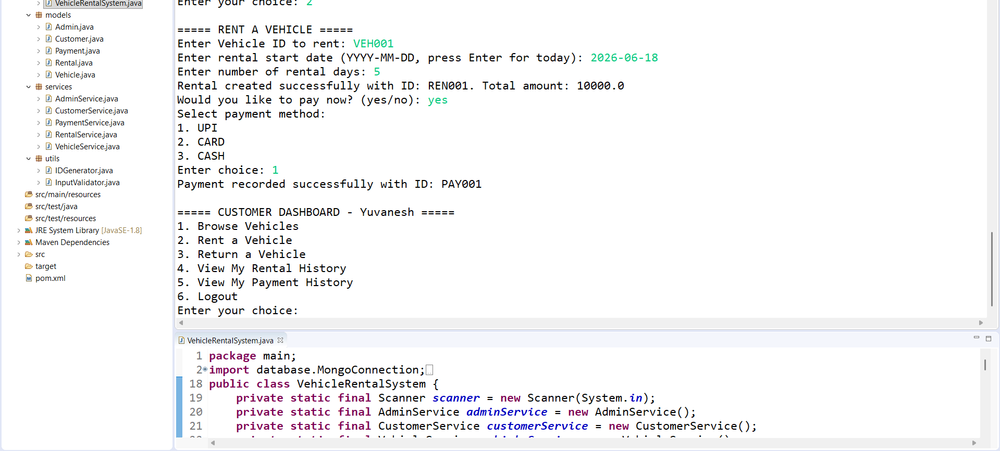 VehicleRentalSystem.java
models
Admin.java
Customer.java
Payment.java
Rental.java
Vehicle.java
services
AdminService.java
CustomerService.java
PaymentService.java
RentalService.java
VehicleService.java
utils
IDGenerator.java
InputValidator.java
src/main/resources
src/test/java
src/test/resources
JRE System Library [JavaSE-1.8]
Maven Dependencies
src
target
pom.xml
Enter your choice: 2
===== RENT A VEHICLE =====
Enter Vehicle ID to rent: VEH001
Enter rental start date (YYYY-MM-DD, press Enter for today): 2026-06-18
Enter number of rental days: 5
Rental created successfully with ID: REN001. Total amount: 10000.0
Would you like to pay now? (yes/no): yes
Select payment method:
1. UPI
2. CARD
3. CASH
Enter choice: 1
Payment recorded successfully with ID: PAY001
===== CUSTOMER DASHBOARD - Yuvanesh =====
1. Browse Vehicles
2. Rent a Vehicle
3. Return a Vehicle
4. View My Rental History
5. View My Payment History
6. Logout
Enter your choice:
VehicleRentalSystem.java
1 package main;
2 import database.MongoConnection;
18 public class VehicleRentalSystem {
19 private static final Scanner scanner = new Scanner(System.in);
20 private static final AdminService adminService = new AdminService();
21 private static final CustomerService customerService = new CustomerService();